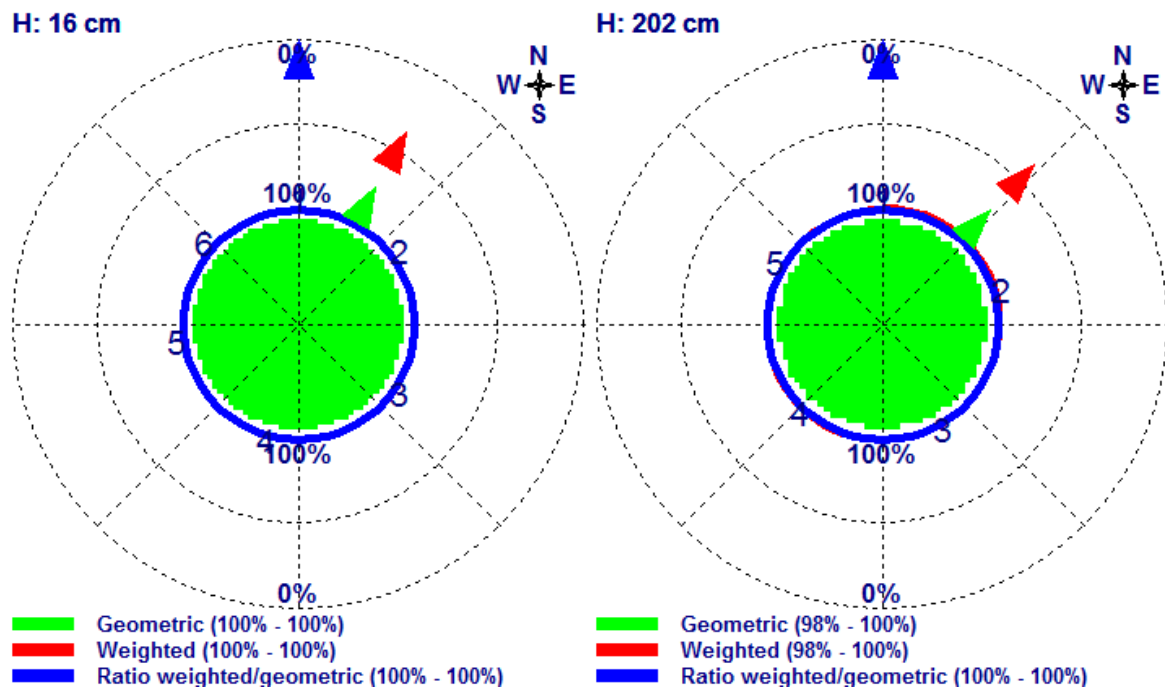 H: 16 cm
0%
N
W E
S
100%
6
2
5
3
4
100%
0%
Geometric (100% - 100%)
Weighted (100% - 100%)
Ratio weighted/geometric (100% - 100%)
H: 202 cm
0%
N
W E
S
100%
5
2
4
3
100%
0%
Geometric (98% - 100%)
Weighted (98% - 100%)
Ratio weighted/geometric (100% - 100%)